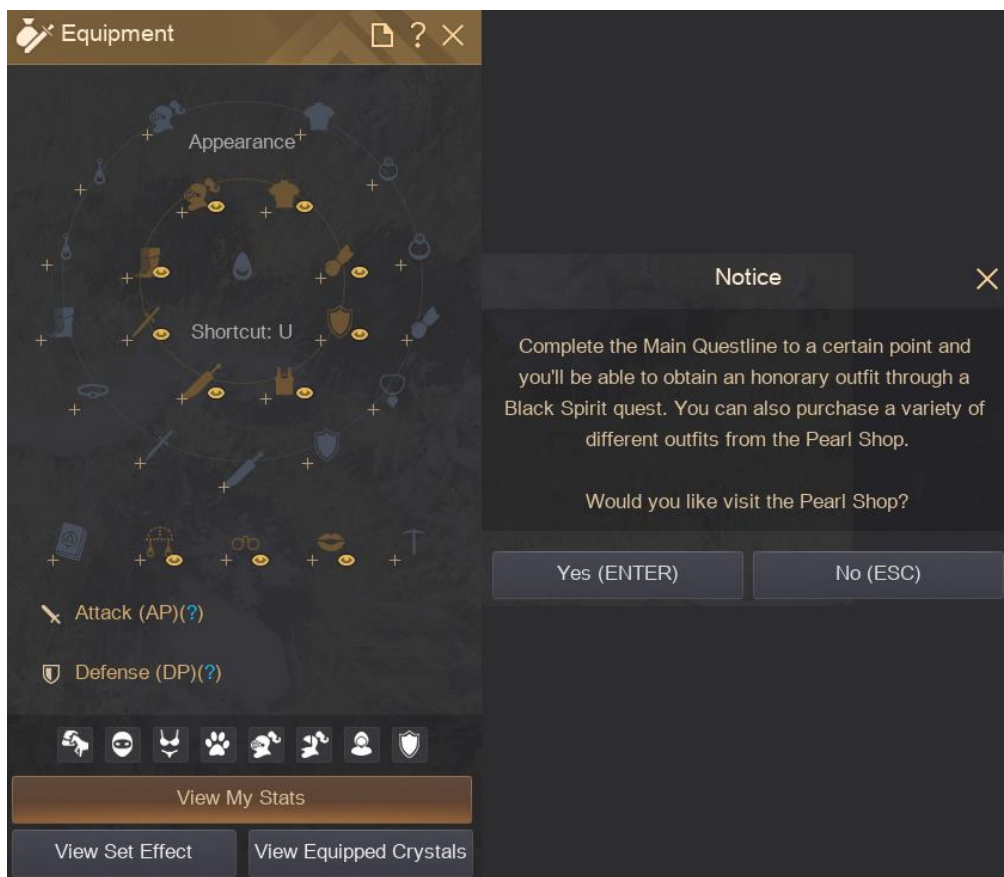 Equipment
?
Appearance
Shortcut: U
Attack (AP)(?)
Defense (DP)(?)
View My Stats
View Set Effect
View Equipped Crystals
Notice
Complete the Main Questline to a certain point and
you'll be able to obtain an honorary outfit through a
Black Spirit quest. You can also purchase a variety of
different outfits from the Pearl Shop.
Would you like visit the Pearl Shop?
Yes (ENTER)
No (ESC)